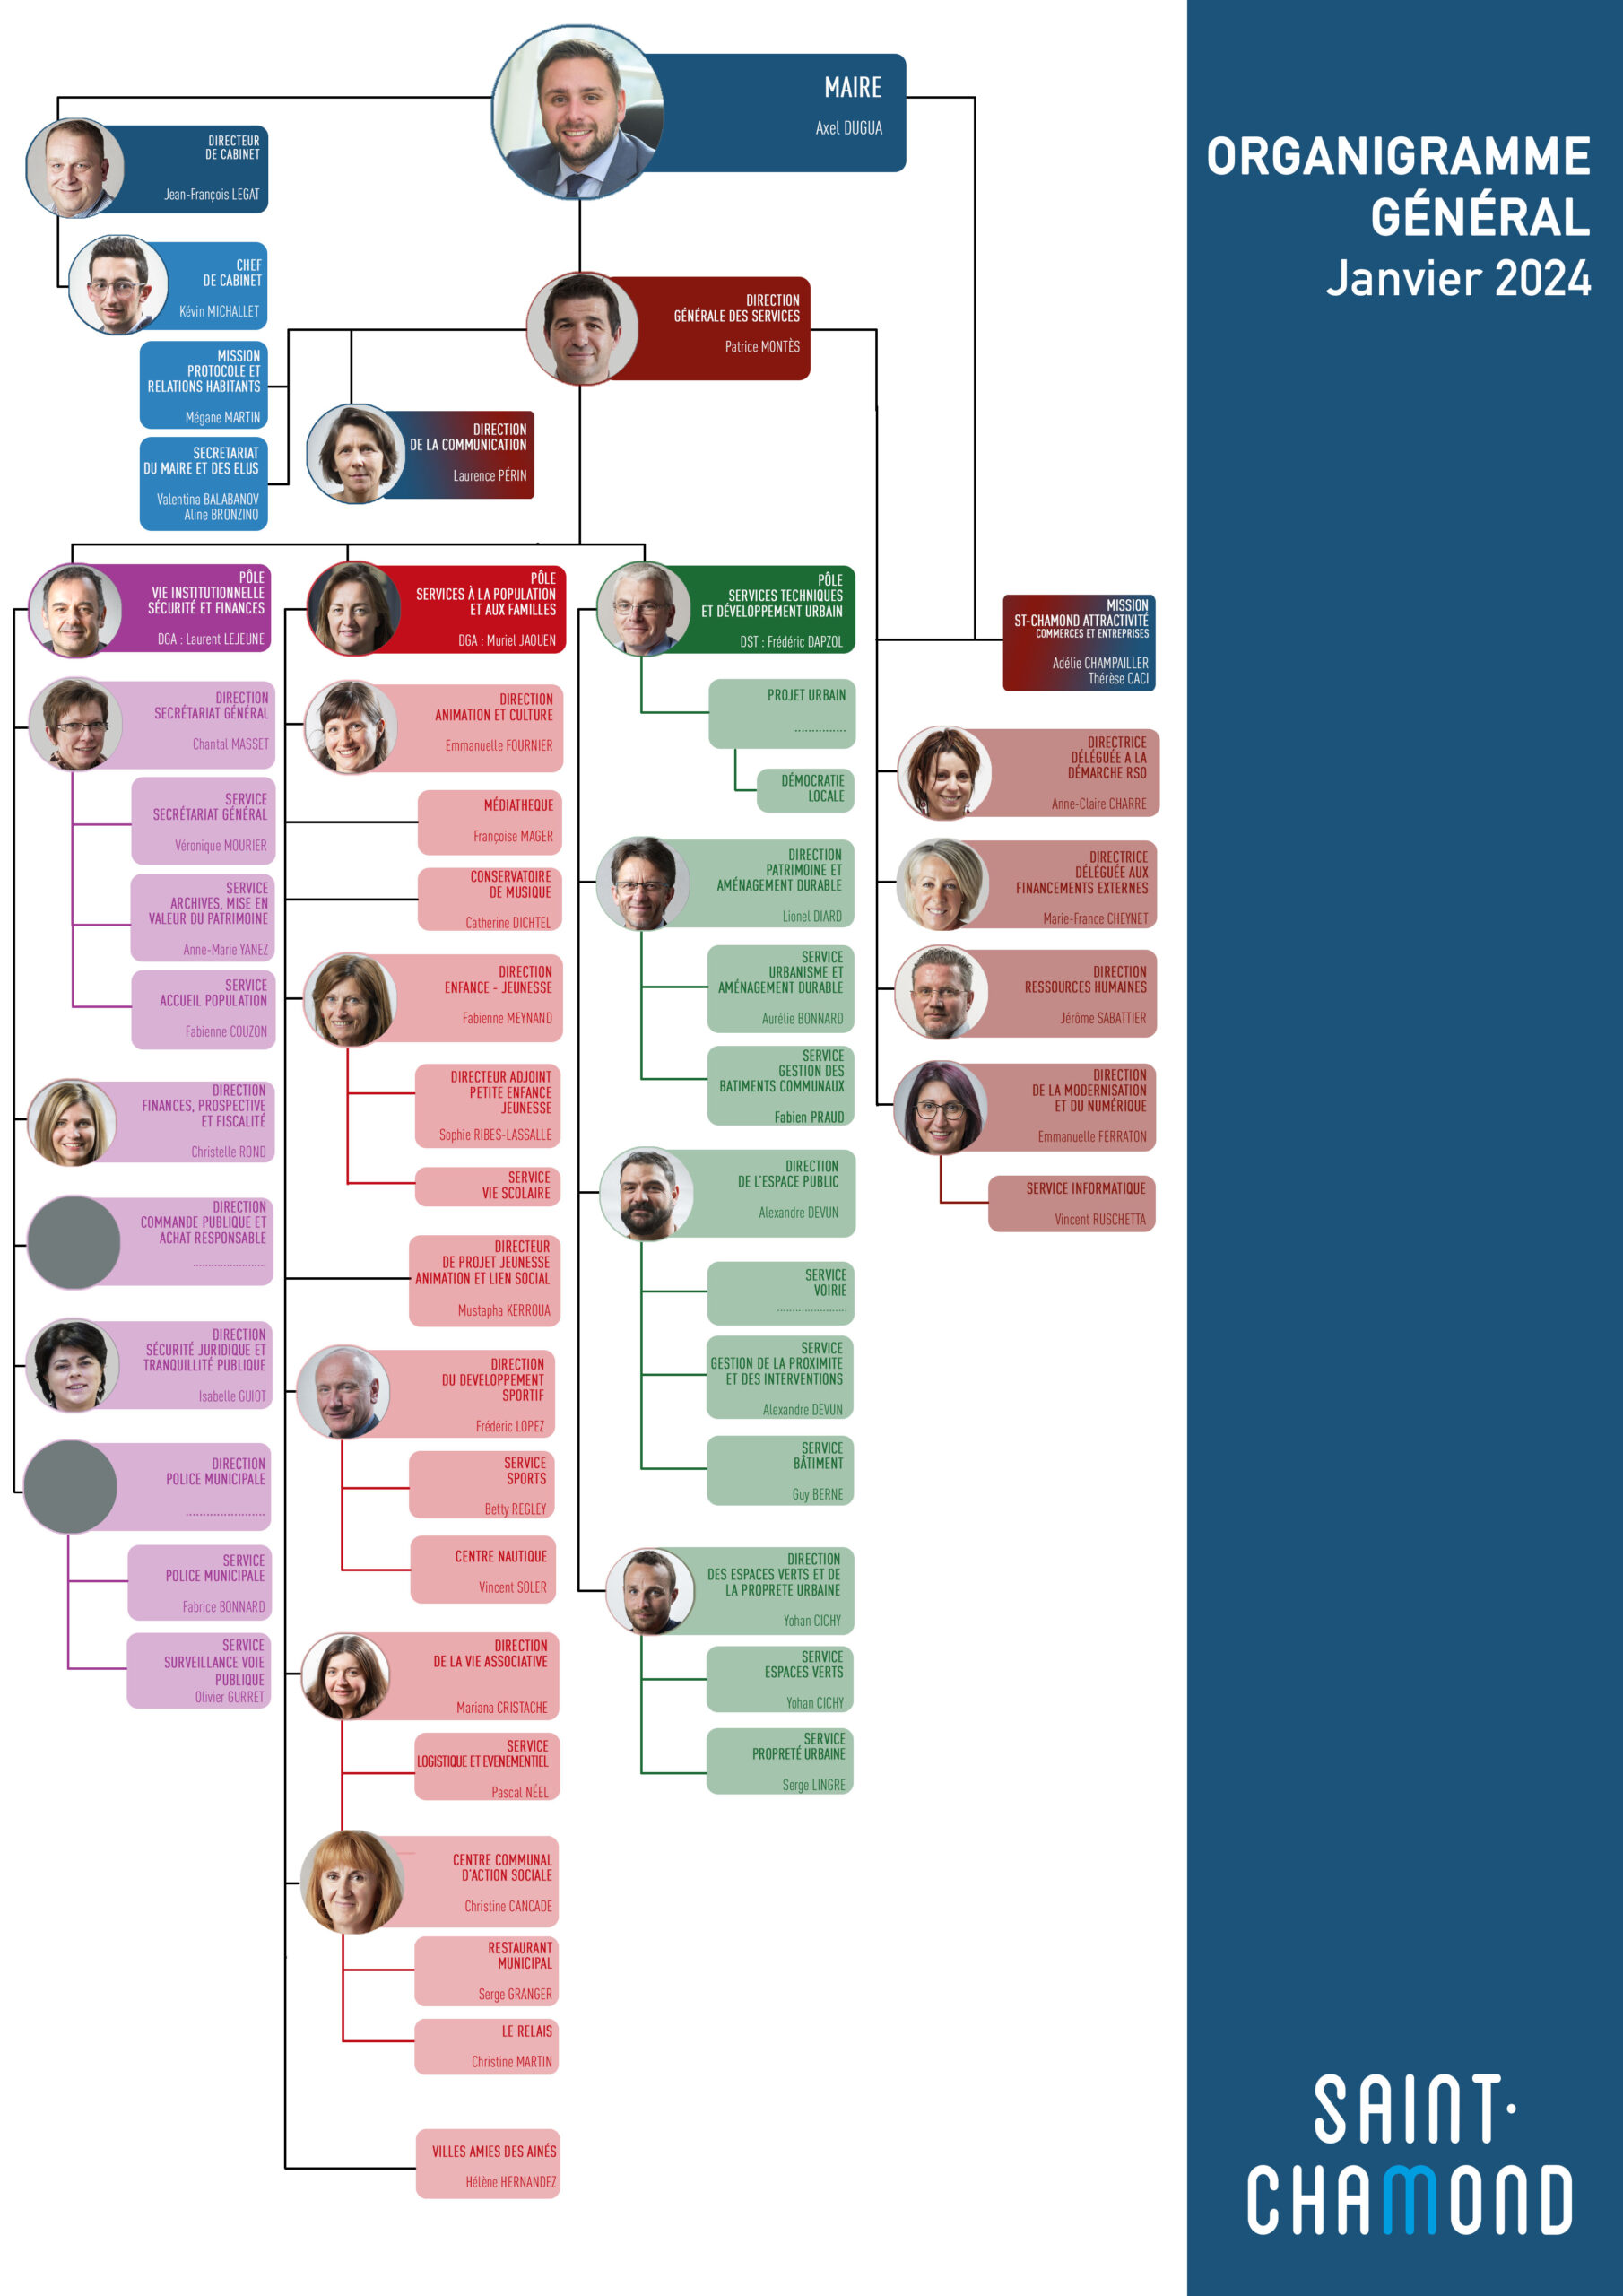 MAIRE
Axel DUGUA
ORGANIGRAMME
GÉNÉRAL
Janvier 2024
DIRECTEUR
DE CABINET
Jean-François LEGAT
CHEF
DE CABINET
Kévin MICHALLET
DIRECTION
GÉNÉRALE DES SERVICES
Patrice MONTÈS
MISSION
PROTOCOLE ET
RELATIONS HABITANTS
Mégane MARTIN
SECRETARIAT
DU MAIRE ET DES ELUS
Valentina BALABANOV
Aline BRONZINO
DIRECTION
DE LA COMMUNICATION
Laurence PÉRIN
PÔLE
VIE INSTITUTIONNELLE
SÉCURITÉ ET FINANCES
DGA : Laurent LEJEUNE
DIRECTION
SECRÉTARIAT GÉNÉRAL
Chantal MASSET
SERVICE
SECRÉTARIAT GÉNÉRAL
Véronique MOURIER
SERVICE
ARCHIVES, MISE EN
VALEUR DU PATRIMOINE
Anne-Marie YANEZ
SERVICE
ACCUEIL POPULATION
Fabienne COUZON
DIRECTION
FINANCES, PROSPECTIVE
ET FISCALITÉ
Christelle ROND
DIRECTION
COMMANDE PUBLIQUE ET
ACHAT RESPONSABLE
........................
DIRECTION
SÉCURITÉ JURIDIQUE ET
TRANQUILLITÉ PUBLIQUE
Isabelle GUIOT
DIRECTION
POLICE MUNICIPALE
........................
SERVICE
POLICE MUNICIPALE
Fabrice BONNARD
SERVICE
SURVEILLANCE VOIE
PUBLIQUE
Olivier GURRET
PÔLE
SERVICES À LA POPULATION
ET AUX FAMILLES
DGA : Muriel JAOUEN
DIRECTION
ANIMATION ET CULTURE
Emmanuelle FOURNIER
MÉDIATHEQUE
Françoise MAGER
CONSERVATOIRE
DE MUSIQUE
Catherine DICHTEL
DIRECTION
ENFANCE - JEUNESSE
Fabienne MEYNAND
DIRECTEUR ADJOINT
PETITE ENFANCE
JEUNESSE
Sophie RIBES-LASSALLE
SERVICE
VIE SCOLAIRE
DIRECTEUR
DE PROJET JEUNESSE
ANIMATION ET LIEN SOCIAL
Mustapha KERROUA
DIRECTION
DU DEVELOPPEMENT
SPORTIF
Frédéric LOPEZ
SERVICE
SPORTS
Betty REGLEY
CENTRE NAUTIQUE
Vincent SOLER
DIRECTION
DE LA VIE ASSOCIATIVE
Mariana CRISTACHE
SERVICE
LOGISTIQUE ET EVENEMENTIEL
Pascal NÉEL
CENTRE COMMUNAL
D'ACTION SOCIALE
Christine CANCADE
RESTAURANT
MUNICIPAL
Serge GRANGER
LE RELAIS
Christine MARTIN
VILLES AMIES DES AINÉS
Hélène HERNANDEZ
PÔLE
SERVICES TECHNIQUES
ET DÉVELOPPEMENT URBAIN
DST : Frédéric DAPZOL
PROJET URBAIN
...............
DÉMOCRATIE
LOCALE
DIRECTION
PATRIMOINE ET
AMÉNAGEMENT DURABLE
Lionel DIARD
SERVICE
URBANISME ET
AMÉNAGEMENT DURABLE
Aurélie BONNARD
SERVICE
GESTION DES
BATIMENTS COMMUNAUX
Fabien PRAUD
DIRECTION
DE L'ESPACE PUBLIC
Alexandre DEVUN
SERVICE
VOIRIE
.......................
SERVICE
GESTION DE LA PROXIMITE
ET DES INTERVENTIONS
Alexandre DEVUN
SERVICE
BÂTIMENT
Guy BERNE
DIRECTION
DES ESPACES VERTS ET DE
LA PROPRETE URBAINE
Yohan CICHY
SERVICE
ESPACES VERTS
Yohan CICHY
SERVICE
PROPRETÉ URBAINE
Serge LINGRE
MISSION
ST-CHAMOND ATTRACTIVITÉ
COMMERCES ET ENTREPRISES
Adélie CHAMPAILLER
Thérèse CACI
DIRECTRICE
DÉLÉGUÉE A LA
DÉMARCHE RSO
Anne-Claire CHARRE
DIRECTRICE
DÉLÉGUÉE AUX
FINANCEMENTS EXTERNES
Marie-France CHEYNET
DIRECTION
RESSOURCES HUMAINES
Jérôme SABATTIER
DIRECTION
DE LA MODERNISATION
ET DU NUMÉRIQUE
Emmanuelle FERRATON
SERVICE INFORMATIQUE
Vincent RUSCHETTA
SAINT·
CHAMOND